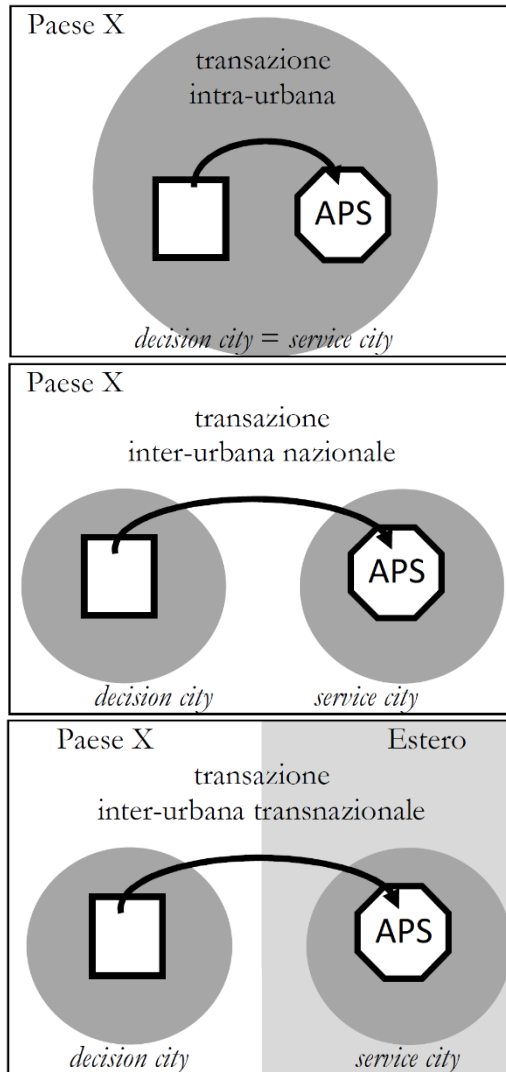 Paese X
transazione
intra-urbana
APS
decision city = service city
Paese X
transazione
inter-urbana nazionale
APS
decision city
service city
Paese X
Estero
transazione
inter-urbana transnazionale
APS
decision city
service city